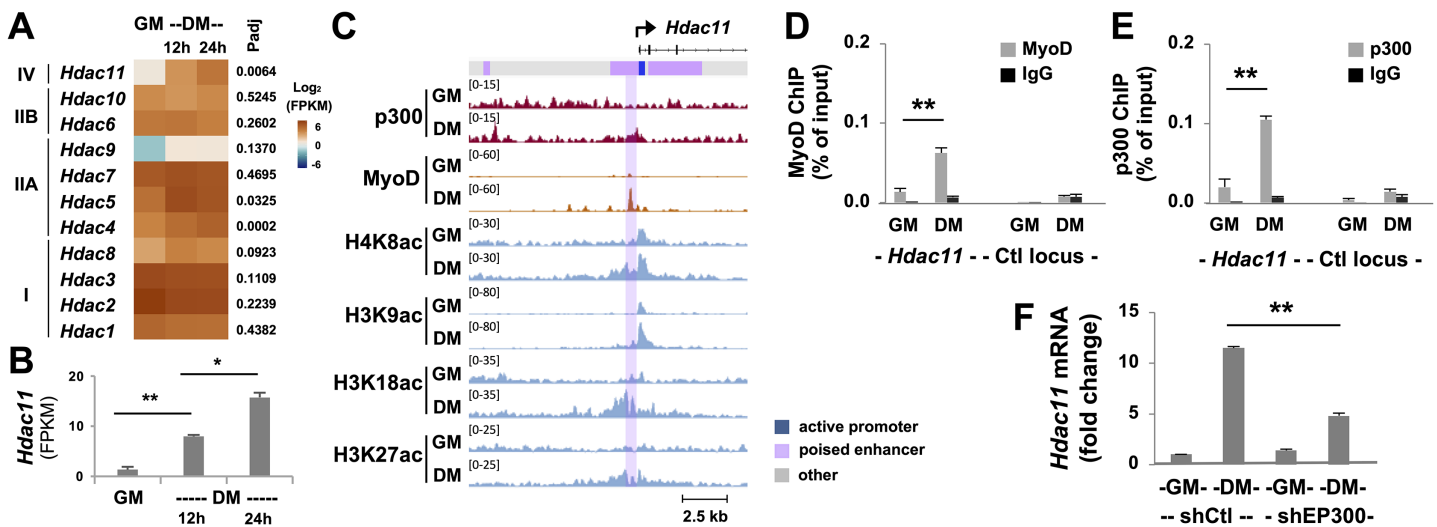 A
GM --DM--
12h 24h
Padj
IV
Hdac11 0.0064
IIB
Hdac10 0.5245
Hdac6 0.2602
IIA
Hdac9 0.1370
Hdac7 0.4695
Hdac5 0.0325
Hdac4 0.0002
I
Hdac8 0.0923
Hdac3 0.1109
Hdac2 0.2239
Hdac1 0.4382
Log2
(FPKM)
6
0
-6
B
Hdac11
(FPKM)
20
10
0
**
*
GM ----- DM -----
12h 24h
C
Hdac11
p300
GM [0-15]
DM [0-15]
MyoD
GM [0-60]
DM [0-60]
H4K8ac
GM [0-30]
DM [0-30]
H3K9ac
GM [0-80]
DM [0-80]
H3K18ac
GM [0-35]
DM [0-35]
H3K27ac
GM [0-25]
DM [0-25]
2.5 kb
active promoter
poised enhancer
other
D
MyoD ChIP
(% of input)
0.2
0.1
0.0
MyoD
IgG
**
GM DM GM DM
- Hdac11 - - Ctl locus -
E
p300 ChIP
(% of input)
0.2
0.1
0.0
p300
IgG
**
GM DM GM DM
- Hdac11 - - Ctl locus -
F
Hdac11 mRNA
(fold change)
15
10
5
0
**
-GM- -DM- -GM- -DM-
-- shCtl -- - shEP300-